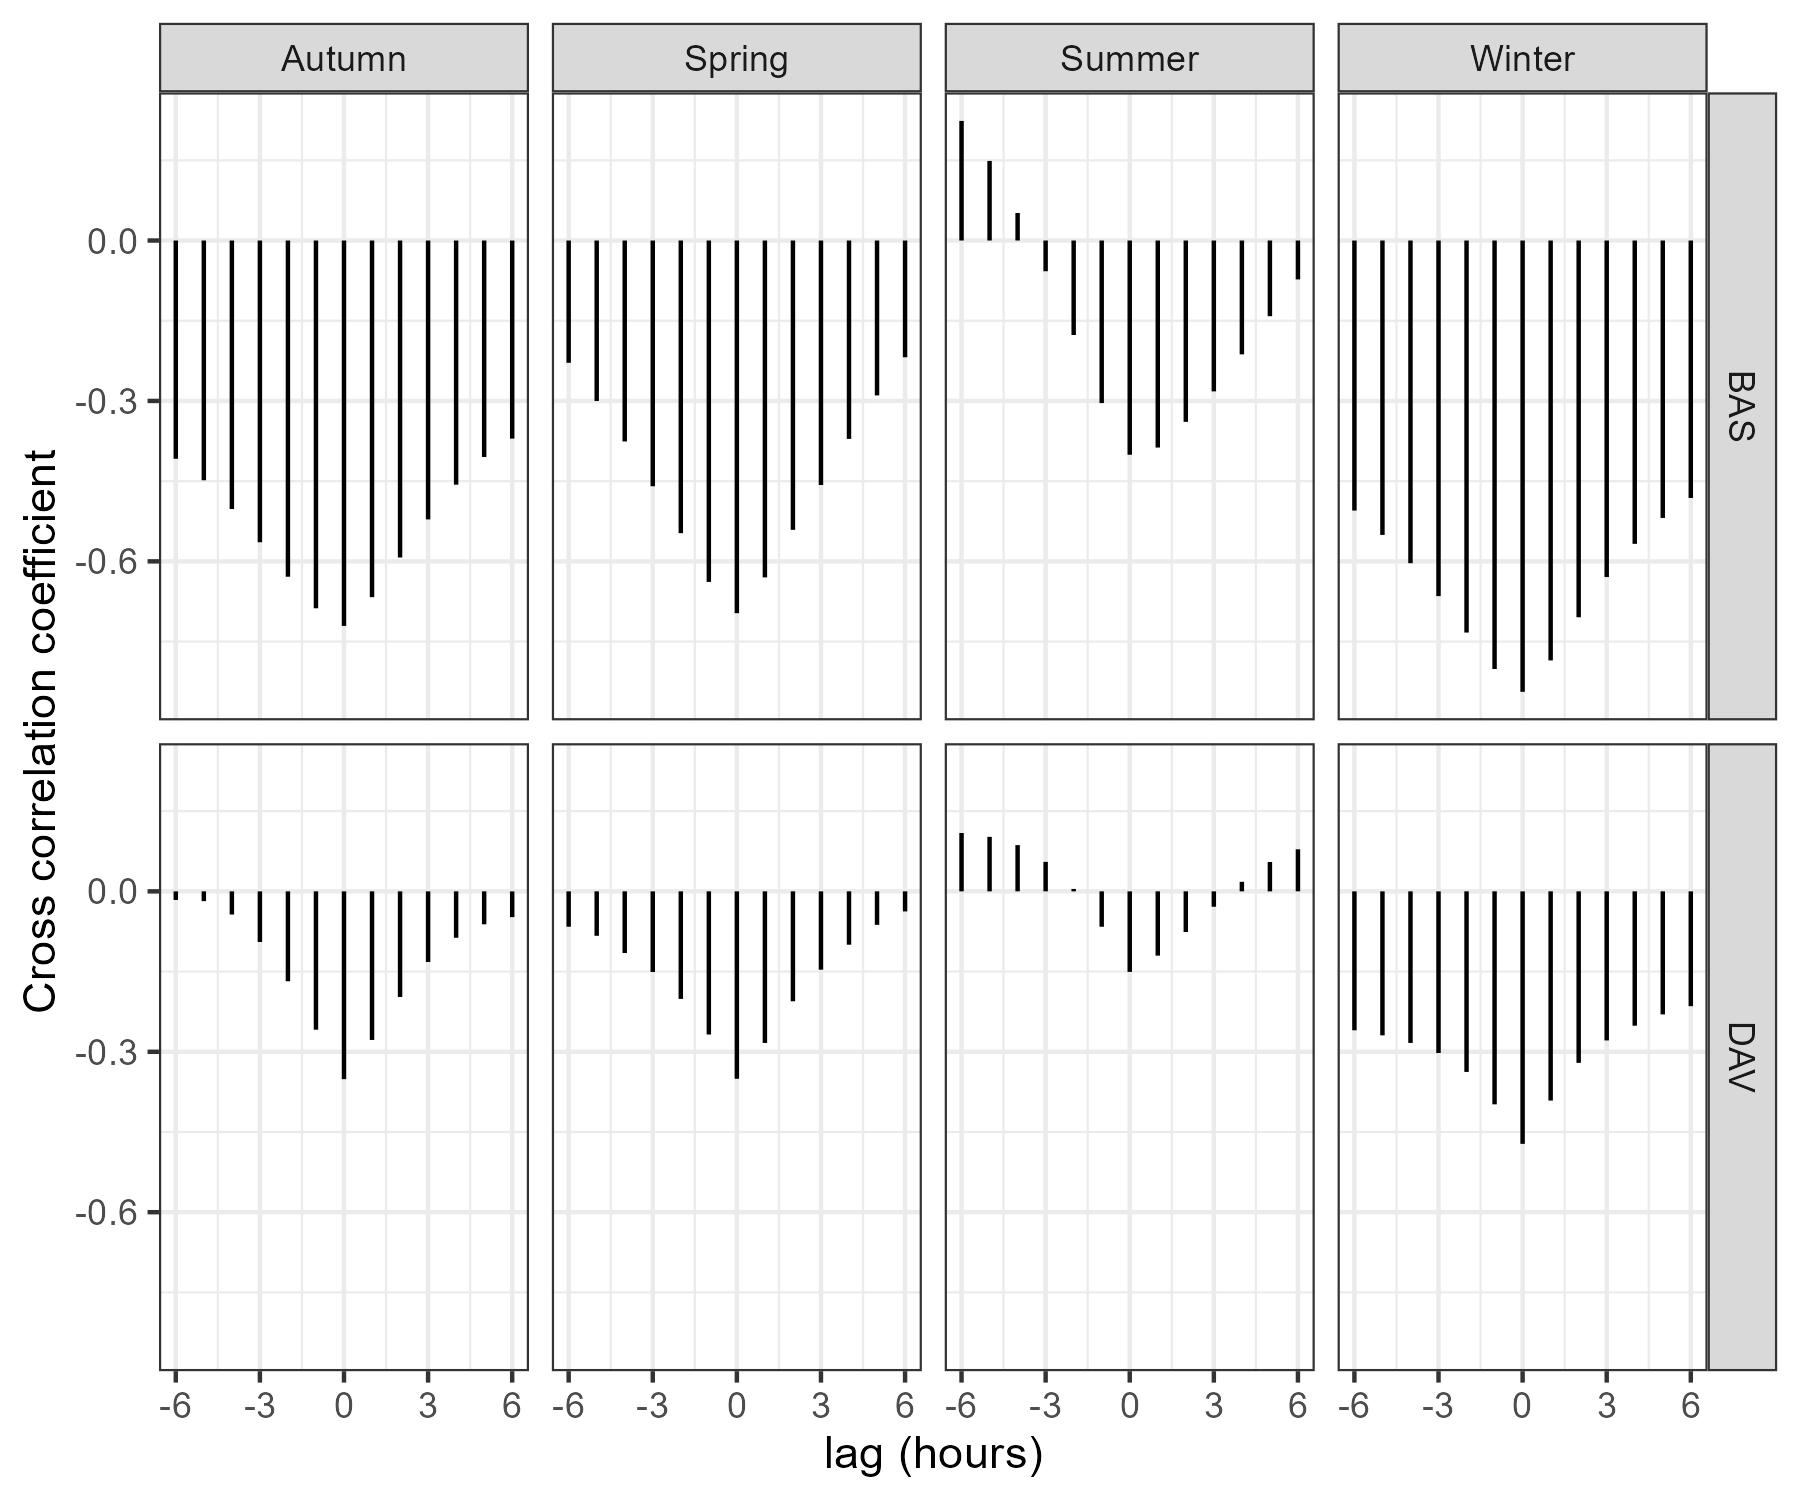 Autumn Spring Summer Winter
0.0
-0.3
-0.6
BAS
0.0
-0.3
-0.6
DAV
Cross correlation coefficient
-6 -3 0 3 6 -6 -3 0 3 6 -6 -3 0 3 6 -6 -3 0 3 6
lag (hours)